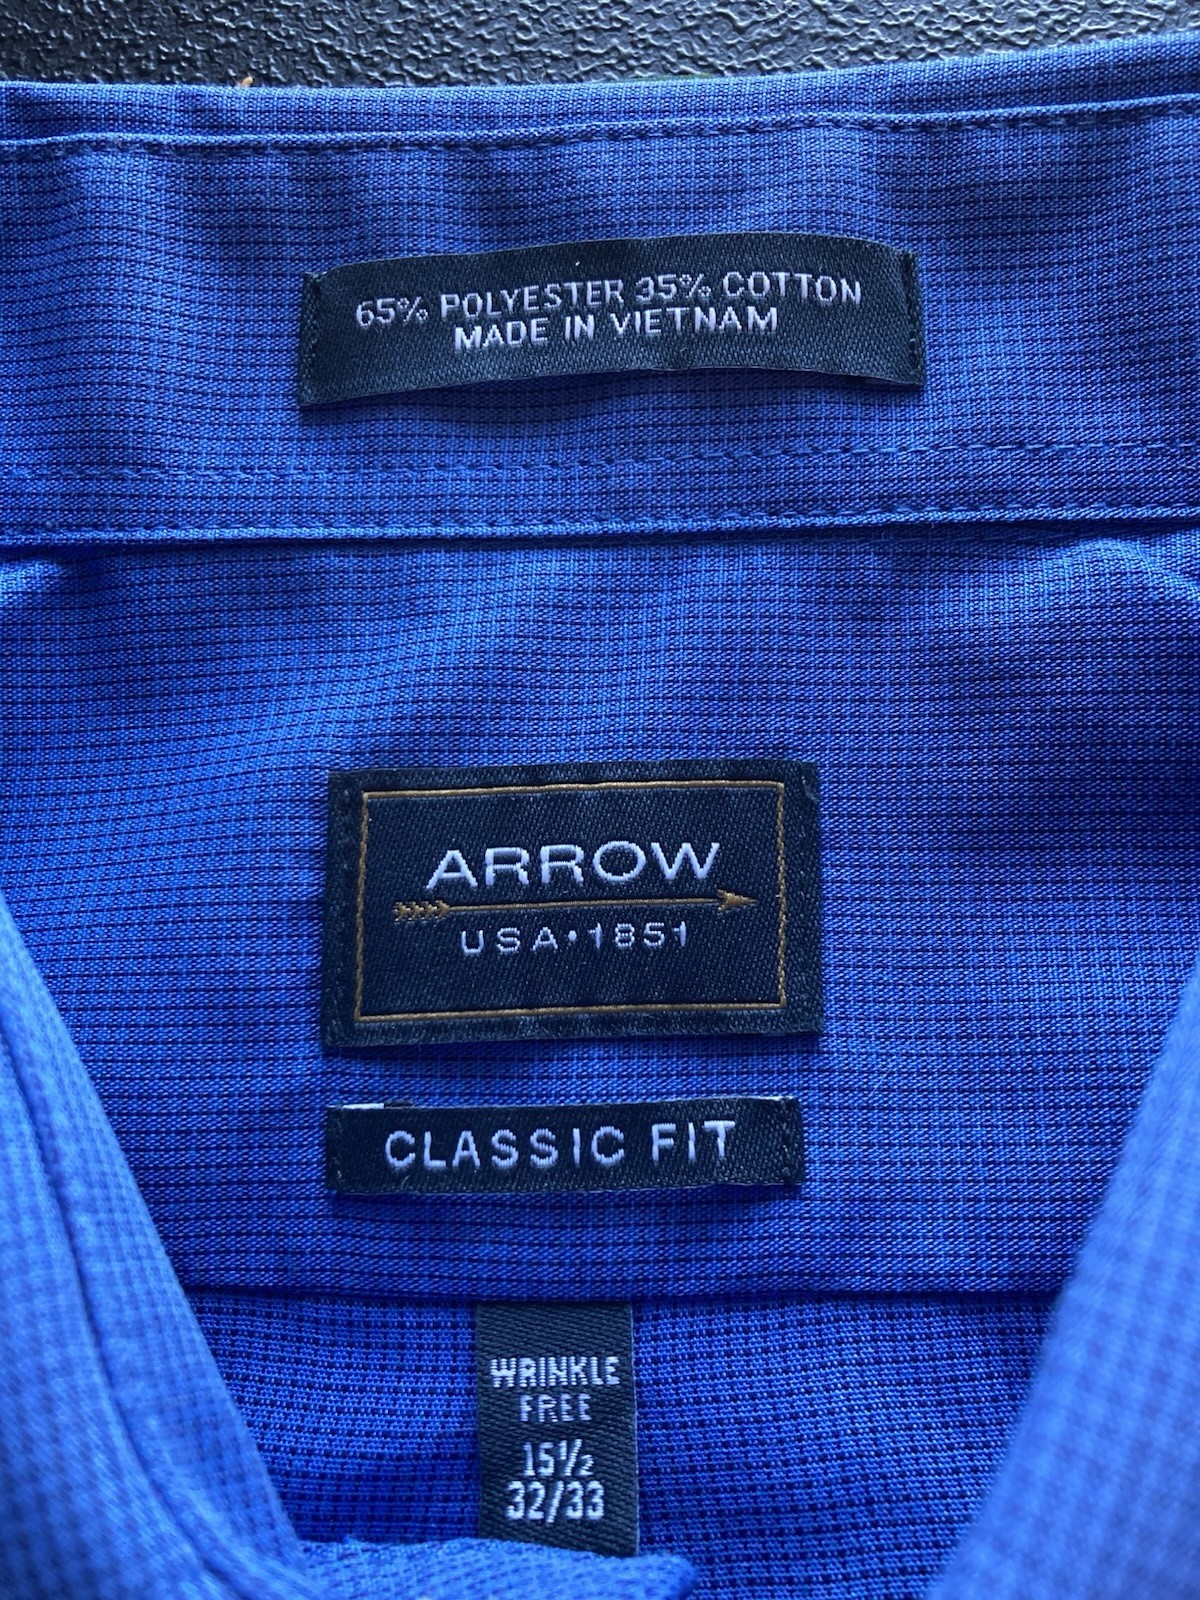 65% POLYESTER 35% COTTON
MADE IN VIETNAM
ARROW
USA•1851
CLASSIC FIT
WRINKLE
FREE
15½
32/33